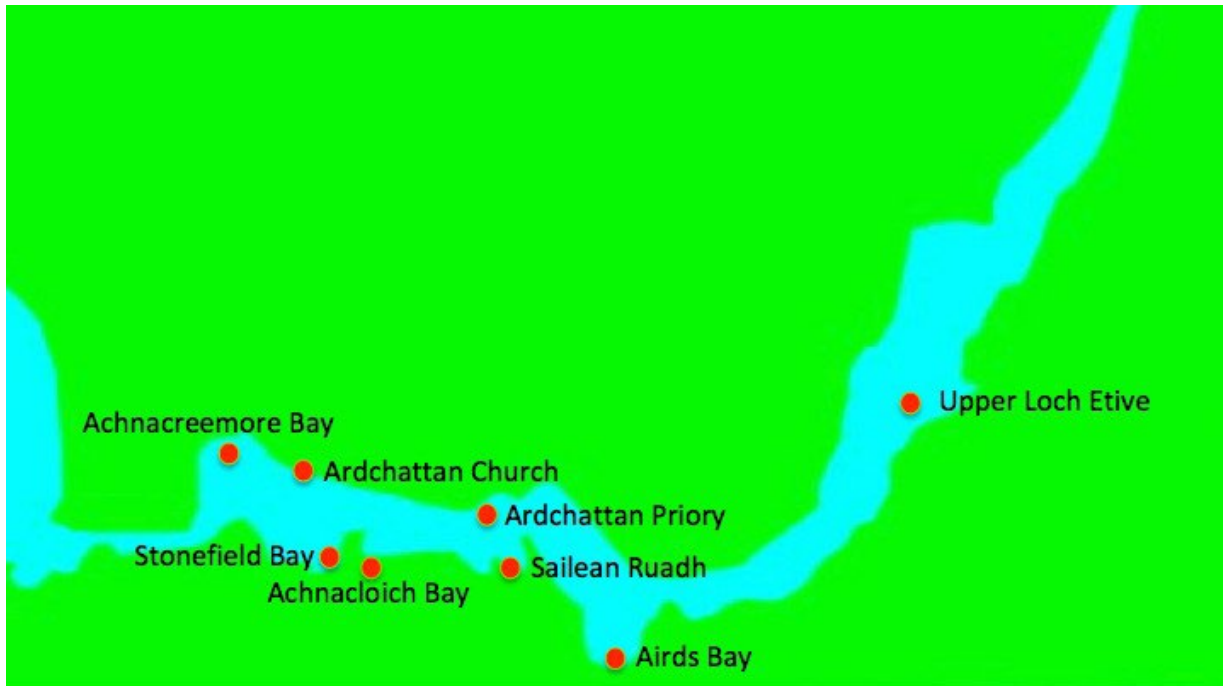 Upper Loch Etive
Achnacreemore Bay
Ardchattan Church
Ardchattan Priory
Stonefield Bay
Sailean Ruadh
Achnacloich Bay
Airds Bay